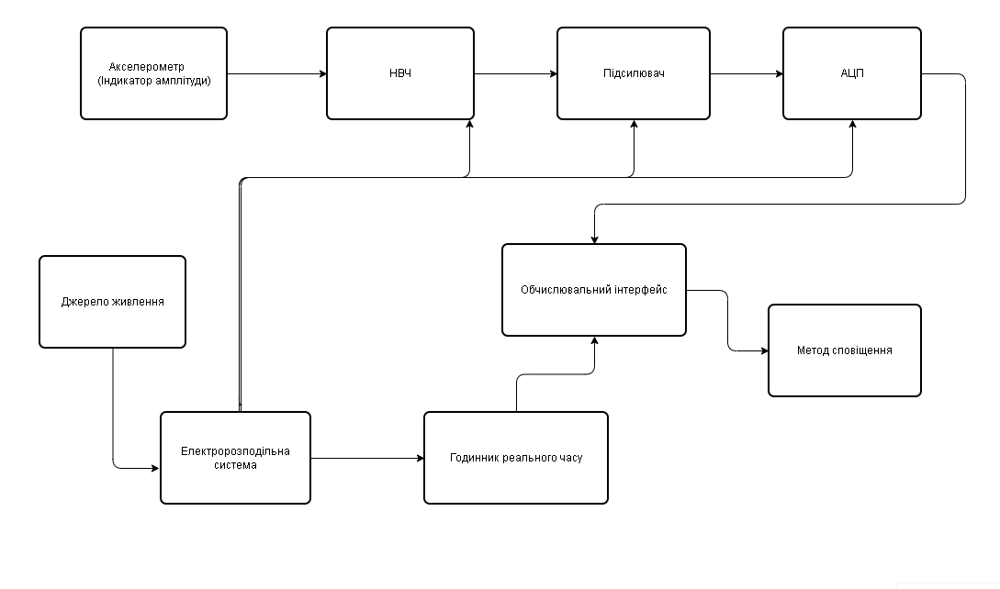 Акселерометр
(Індикатор амплітуди)
НВЧ
Підсилювач
АЦП
Джерело живлення
Обчислювальний інтерфейс
Метод сповіщення
Електророзподільна
система
Годинник реального часу